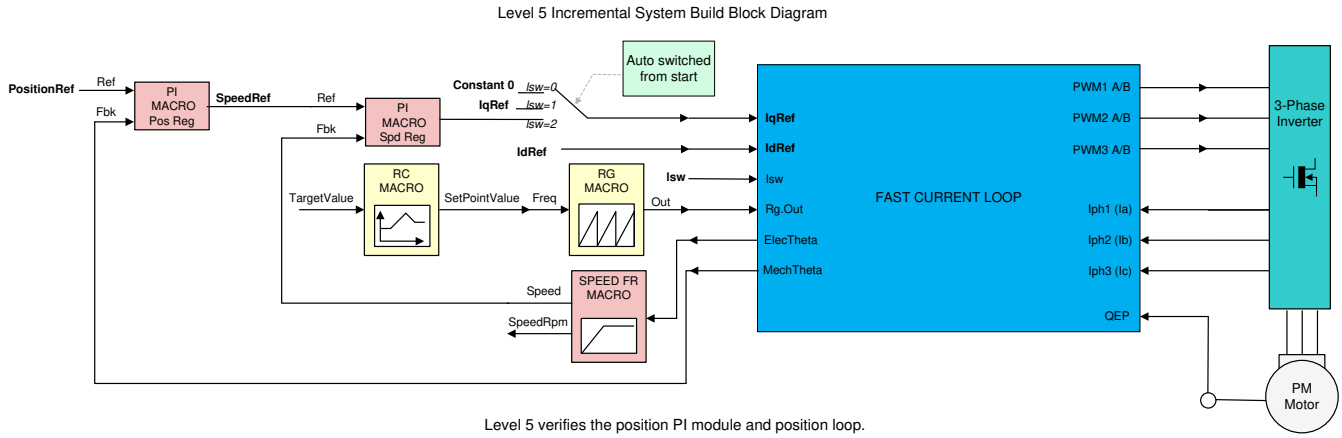 Level 5 Incremental System Build Block Diagram
PositionRef
Ref
Fbk
PI
MACRO
Pos Reg
SpeedRef
Ref
Fbk
PI
MACRO
Spd Reg
Constant 0
Isw=0
IqRef
Isw=1
Isw=2
Auto switched
from start
IdRef
Isw
TargetValue
RC
MACRO
SetPointValue
Freq
RG
MACRO
Out
SPEED FR
MACRO
Speed
SpeedRpm
IqRef
IdRef
Isw
Rg.Out
ElecTheta
MechTheta
FAST CURRENT LOOP
PWM1 A/B
PWM2 A/B
PWM3 A/B
Iph1 (Ia)
Iph2 (Ib)
Iph3 (Ic)
QEP
3-Phase
Inverter
PM
Motor
Level 5 verifies the position PI module and position loop.